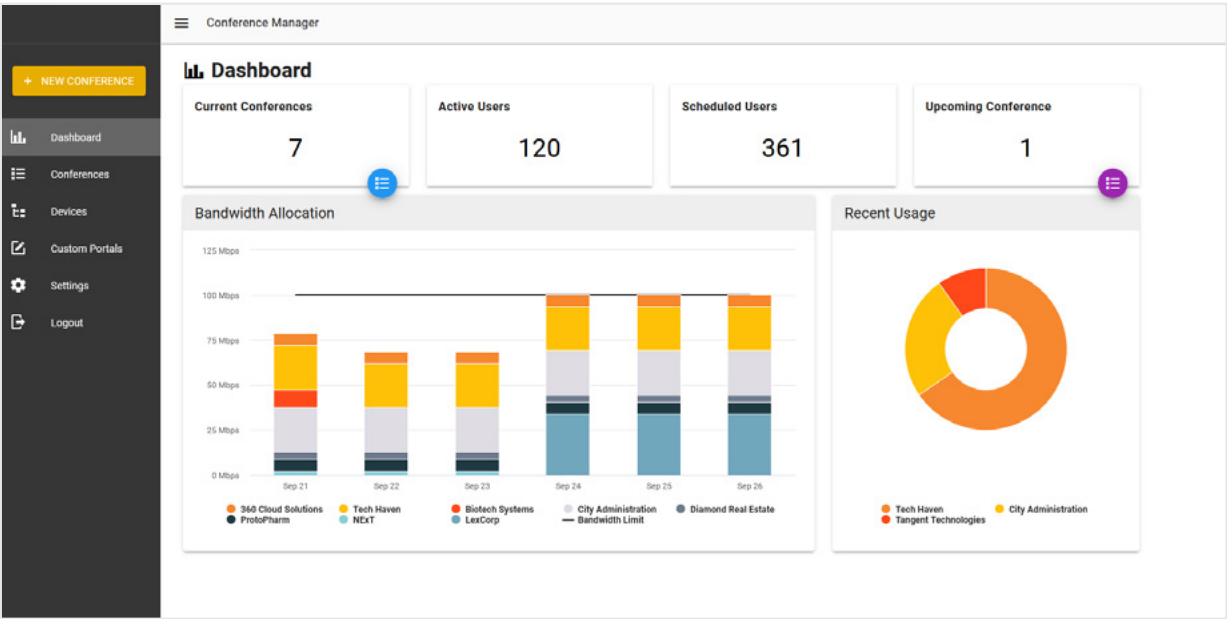 Conference Manager
+ NEW CONFERENCE
Dashboard
Conferences
Devices
Custom Portals
Settings
Logout
Dashboard
Current Conferences
7
Active Users
120
Scheduled Users
361
Upcoming Conference
1
Bandwidth Allocation
125 Mbps
100 Mbps
75 Mbps
50 Mbps
25 Mbps
0 Mbps
Sep 21 Sep 22 Sep 23 Sep 24 Sep 25 Sep 26
360 Cloud Solutions Tech Haven Biotech Systems City Administration Diamond Real Estate
ProtoPharm NExT LexCorp Bandwidth Limit
Recent Usage
Tech Haven City Administration
Tangent Technologies